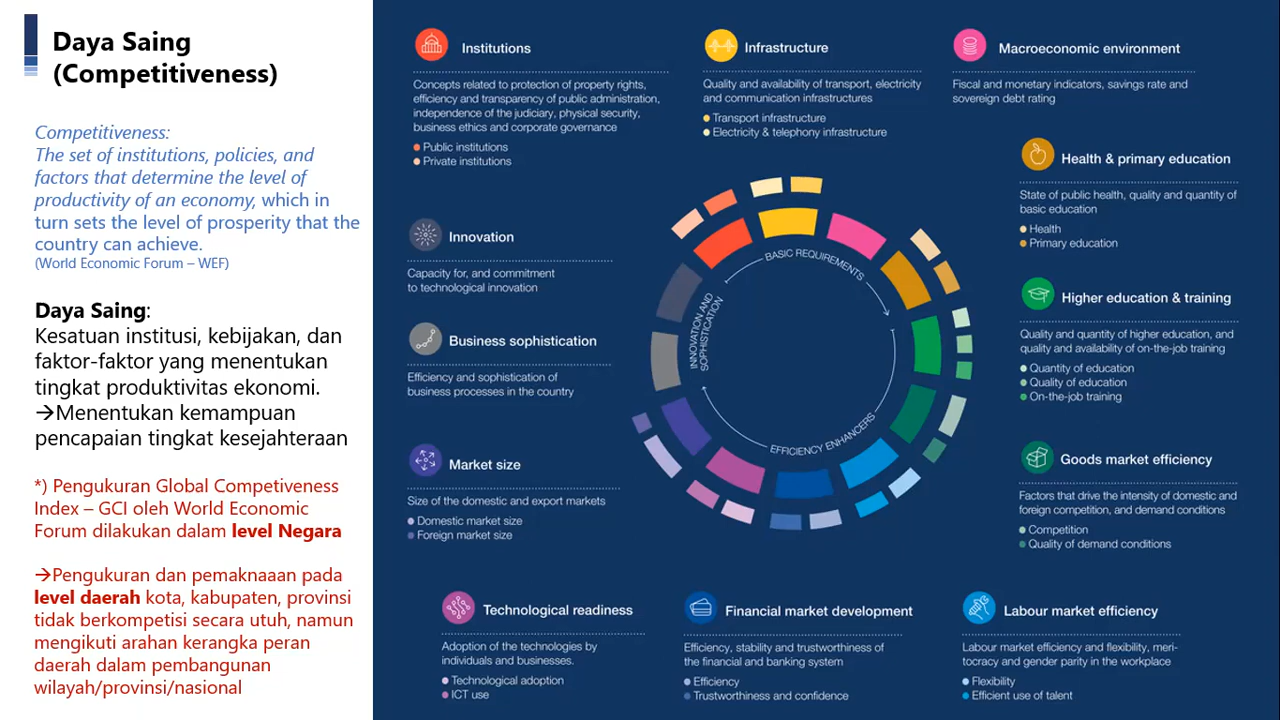 Daya Saing
(Competitiveness)
Competitiveness:
The set of institutions, policies, and
factors that determine the level of
productivity of an economy, which in
turn sets the level of prosperity that the
country can achieve.
(World Economic Forum – WEF)
Daya Saing:
Kesatuan institusi, kebijakan, dan
faktor-faktor yang menentukan
tingkat produktivitas ekonomi.
→Menentukan kemampuan
pencapaian tingkat kesejahteraan
*) Pengukuran Global Competiveness
Index – GCI oleh World Economic
Forum dilakukan dalam level Negara
→Pengukuran dan pemaknaaan pada
level daerah kota, kabupaten, provinsi
tidak berkompetisi secara utuh, namun
mengikuti arahan kerangka peran
daerah dalam pembangunan
wilayah/provinsi/nasional
Institutions
Concepts related to protection of property rights,
efficiency and transparency of public administration,
independence of the judiciary, physical security,
business ethics and corporate governance
Public institutions
Private institutions
Infrastructure
Quality and availability of transport, electricity
and communication infrastructures
Transport infrastructure
Electricity & telephony infrastructure
Macroeconomic environment
Fiscal and monetary indicators, savings rate and
sovereign debt rating
Health & primary education
State of public health, quality and quantity of
basic education
Health
Primary education
Higher education & training
Quality and quantity of higher education, and
quality and availability of on-the-job training
Quantity of education
Quality of education
On-the-job training
Goods market efficiency
Factors that drive the intensity of domestic and
foreign competition, and demand conditions
Competition
Quality of demand conditions
Labour market efficiency
Labour market efficiency and flexibility, meri-
tocracy and gender parity in the workplace
Flexibility
Efficient use of talent
Financial market development
Efficiency, stability and trustworthiness of
the financial and banking system
Efficiency
Trustworthiness and confidence
Technological readiness
Adoption of the technologies by
individuals and businesses.
Technological adoption
ICT use
Market size
Size of the domestic and export markets
Domestic market size
Foreign market size
Business sophistication
Efficiency and sophistication of
business processes in the country
Innovation
Capacity for, and commitment
to technological innovation
BASIC REQUIREMENTS
EFFICIENCY ENHANCERS
INNOVATION AND
SOPHISTICATION